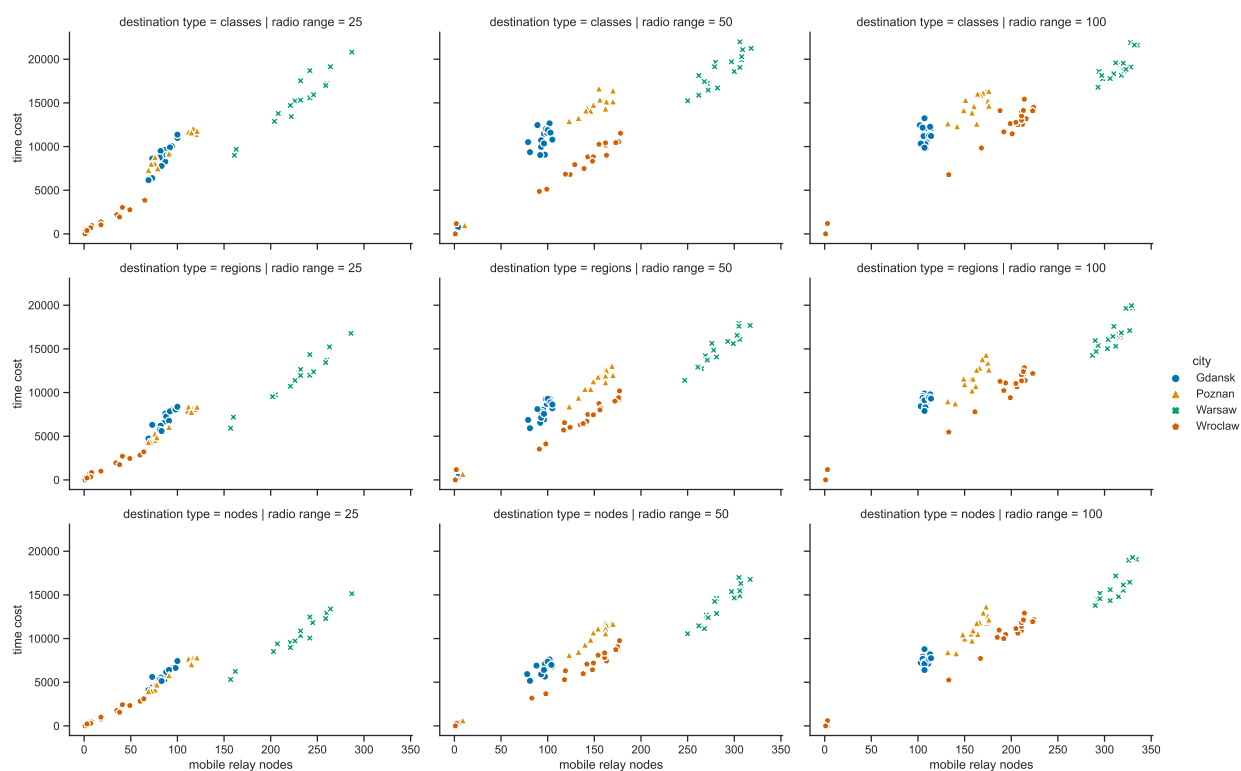 destination type = classes | radio range = 25
destination type = classes | radio range = 50
destination type = classes | radio range = 100
20000
15000
10000
5000
0
time cost
destination type = regions | radio range = 25
destination type = regions | radio range = 50
destination type = regions | radio range = 100
20000
15000
10000
5000
0
time cost
city
Gdansk
Poznan
Warsaw
Wroclaw
destination type = nodes | radio range = 25
destination type = nodes | radio range = 50
destination type = nodes | radio range = 100
20000
15000
10000
5000
0
time cost
0 50 100 150 200 250 300 350
0 50 100 150 200 250 300 350
0 50 100 150 200 250 300 350
mobile relay nodes
mobile relay nodes
mobile relay nodes